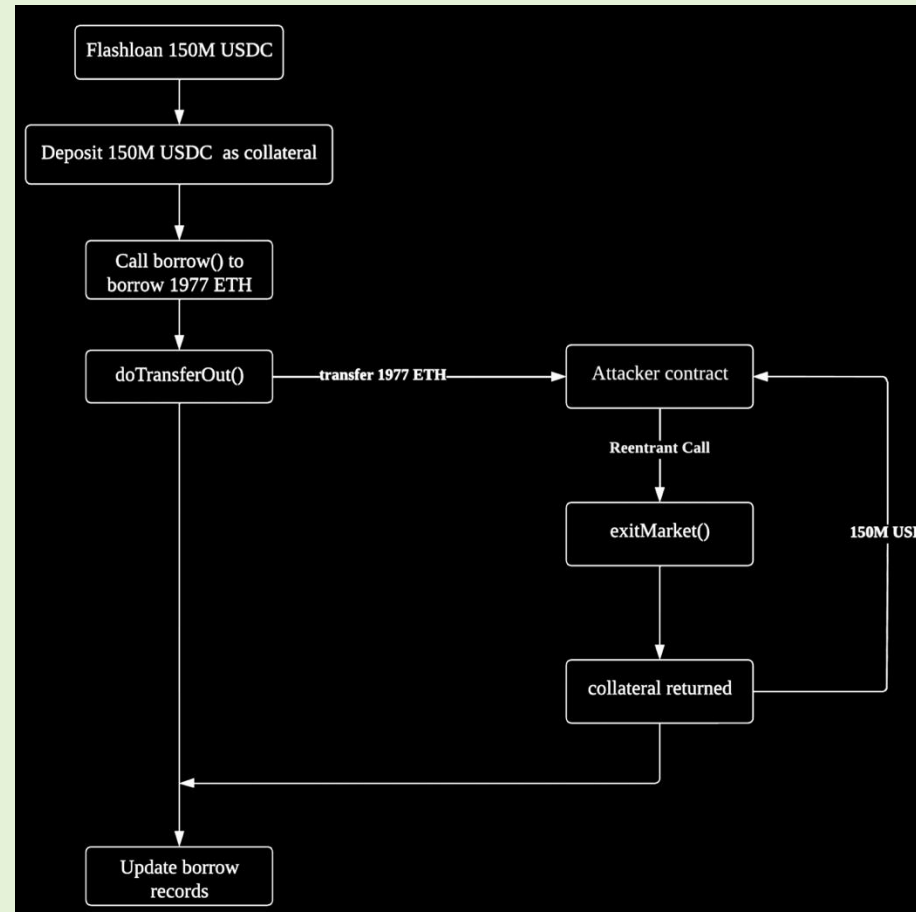 Flashloan 150M USDC
Deposit 150M USDC as collateral
Call borrow() to
borrow 1977 ETH
doTransferOut()
transfer 1977 ETH
Attacker contract
Reentrant Call
exitMarket()
150M
collateral returned
Update borrow
records